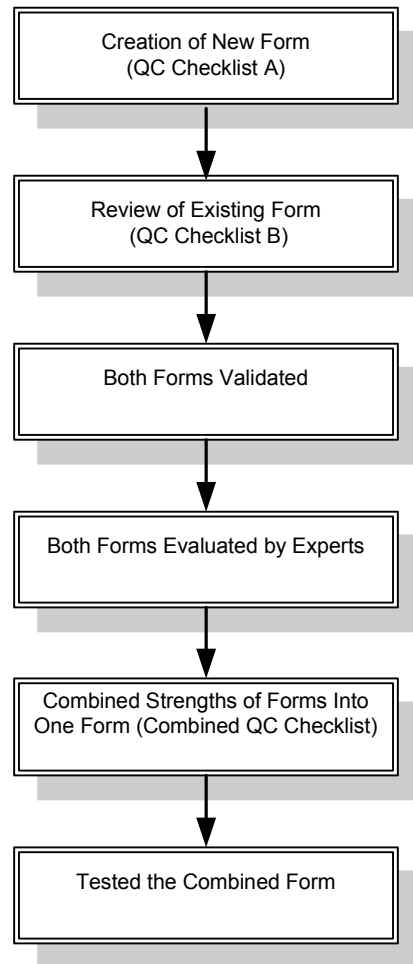 Creation of New Form
(QC Checklist A)
Review of Existing Form
(QC Checklist B)
Both Forms Validated
Both Forms Evaluated by Experts
Combined Strengths of Forms Into
One Form (Combined QC Checklist)
Tested the Combined Form